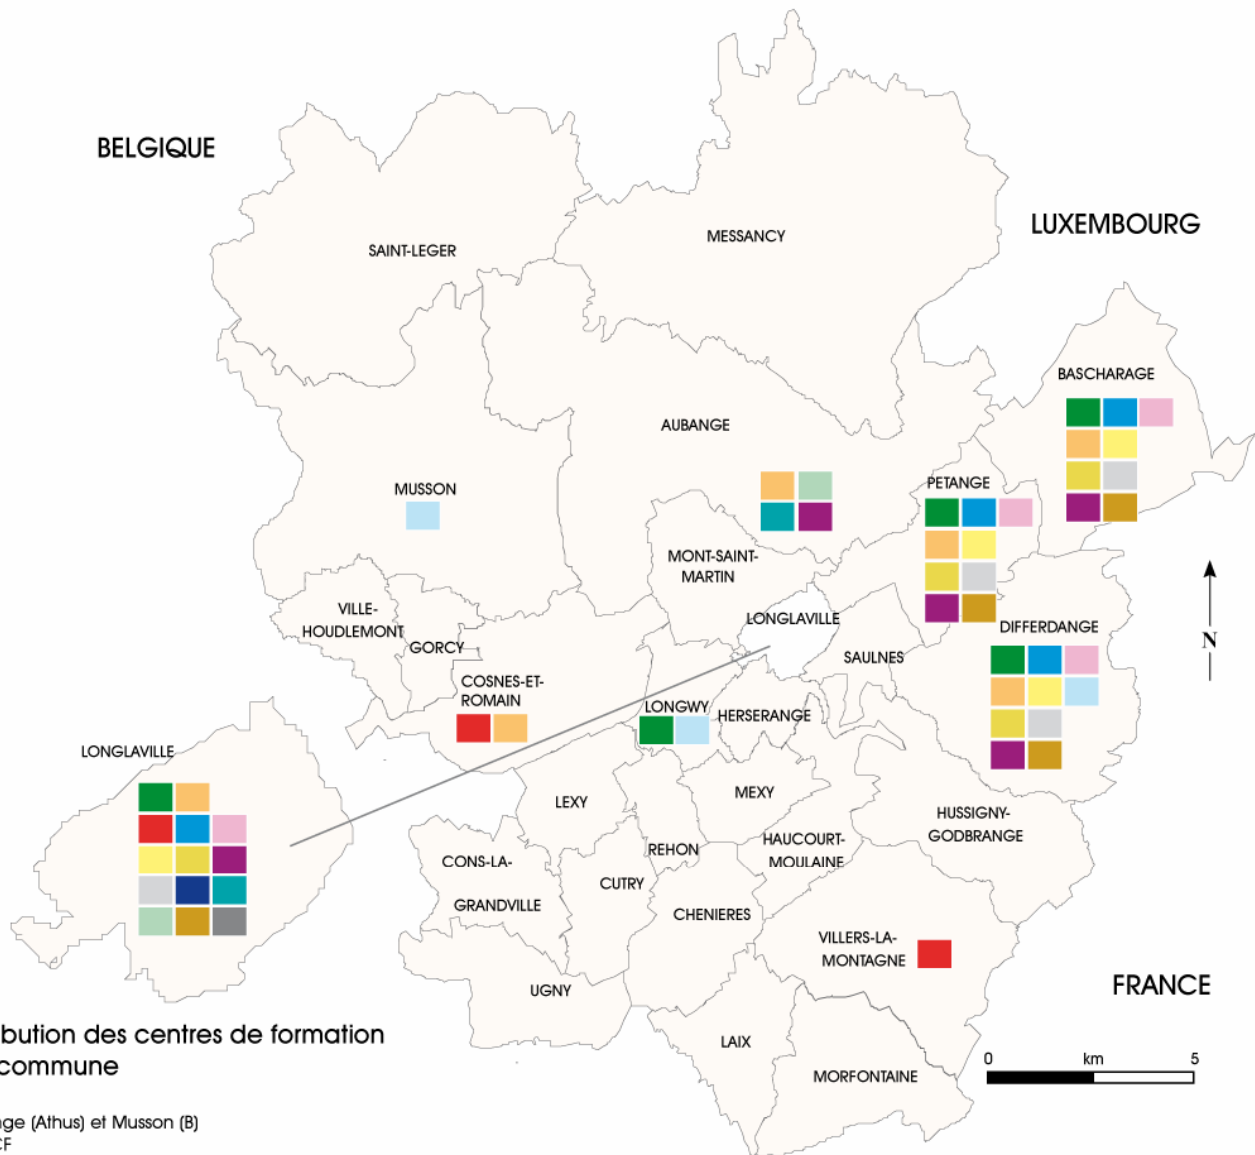 BELGIQUE
LUXEMBOURG
SAINT-LEGER
MESSANCY
BASCHARAGE
AUBANGE
MUSSON
PETANGE
MONT-SAINT-
MARTIN
VILLE-
HOUDLEMONT
GORCY
LONGLAVILLE
DIFFERDANGE
SAULNES
N
COSNES-ET-
ROMAIN
LONGWY
HERSERANGE
LONGLAVILLE
LEXY
MEXY
HUSSIGNY-
GODBRANGE
REHON
HAUCOURT-
MOULAINE
CONS-LA-
GRANDVILLE
CUTRY
CHENIERES
VILLERS-LA-
MONTAGNE
UGNY
FRANCE
LAIX
MORFONTAINE
0 km 5
bution des centres de formation
commune
ge (Athus) et Musson (B)
CF